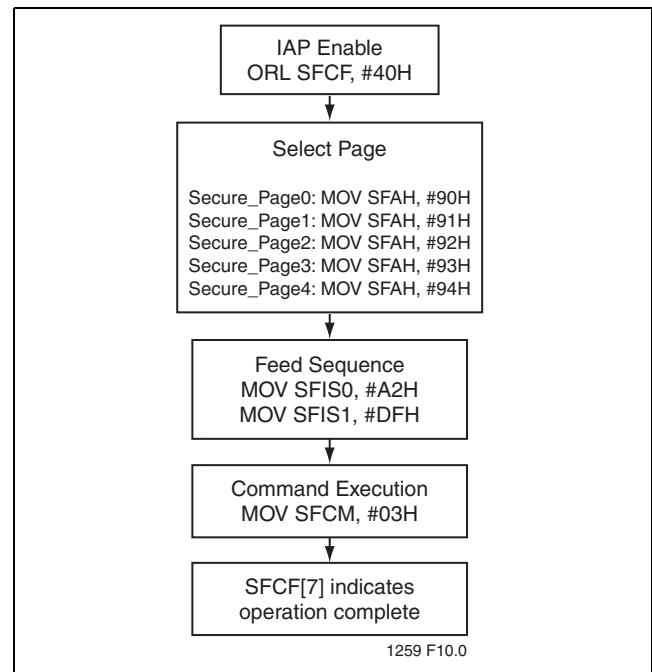 IAP Enable
ORL SFCF, #40H
Select Page
Secure_Page0: MOV SFAH, #90H
Secure_Page1: MOV SFAH, #91H
Secure_Page2: MOV SFAH, #92H
Secure_Page3: MOV SFAH, #93H
Secure_Page4: MOV SFAH, #94H
Feed Sequence
MOV SFIS0, #A2H
MOV SFIS1, #DFH
Command Execution
MOV SFCM, #03H
SFCF[7] indicates
operation complete
1259 F10.0